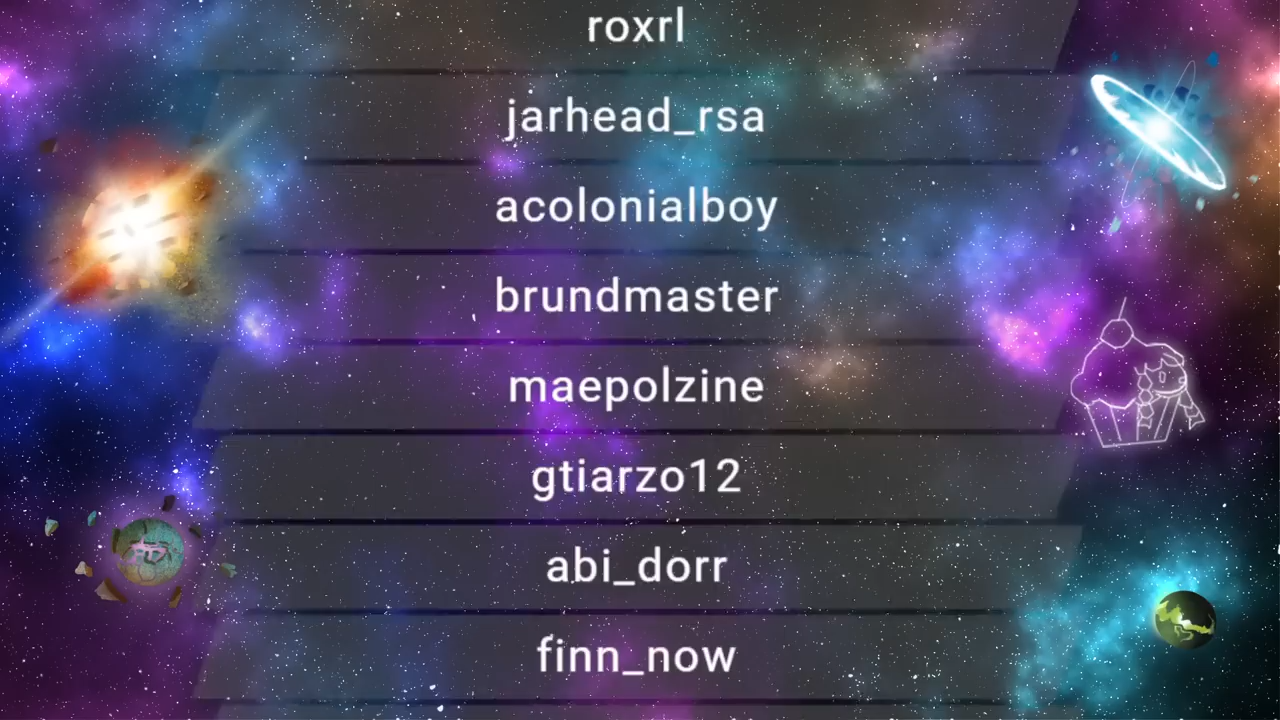 roxrl
jarhead_rsa
acolonialboy
brundmaster
maepolzine
gtiarzo12
abi_dorr
finn_now